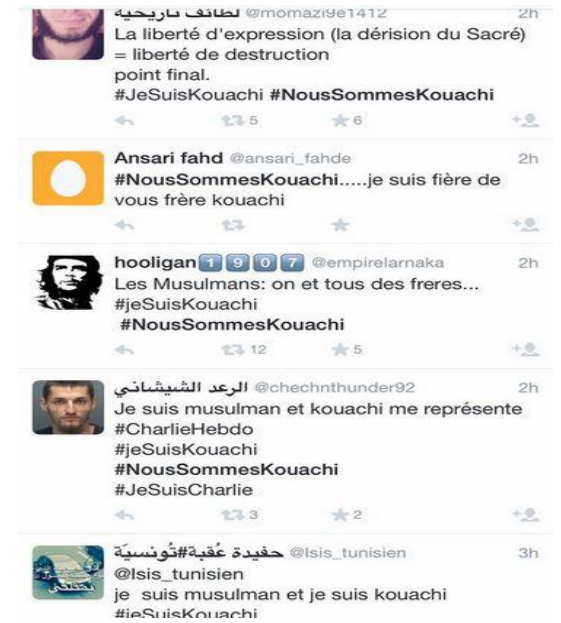 لطائف تاريخية @momazi9e1412 2h
La liberté d'expression (la dérision du Sacré)
= liberté de destruction
point final.
#JeSuisKouachi #NousSommesKouachi
5 6
Ansari fahd @ansari_fahde 2h
#NousSommesKouachi.....je suis fière de
vous frère kouachi
hooligan 1 9 0 7 @empirelarnaka 2h
Les Musulmans: on et tous des freres...
#jeSuisKouachi
#NousSommesKouachi
12 5
الرعد الشيشاني @chechnthunder92 2h
Je suis musulman et kouachi me représente
#CharlieHebdo
#jeSuisKouachi
#NousSommesKouachi
#JeSuisCharlie
3 2
حفيدة عُقبة#تُونسيَة @Isis_tunisien 3h
@Isis_tunisien
je suis musulman et je suis kouachi
#jeSuisKouachi